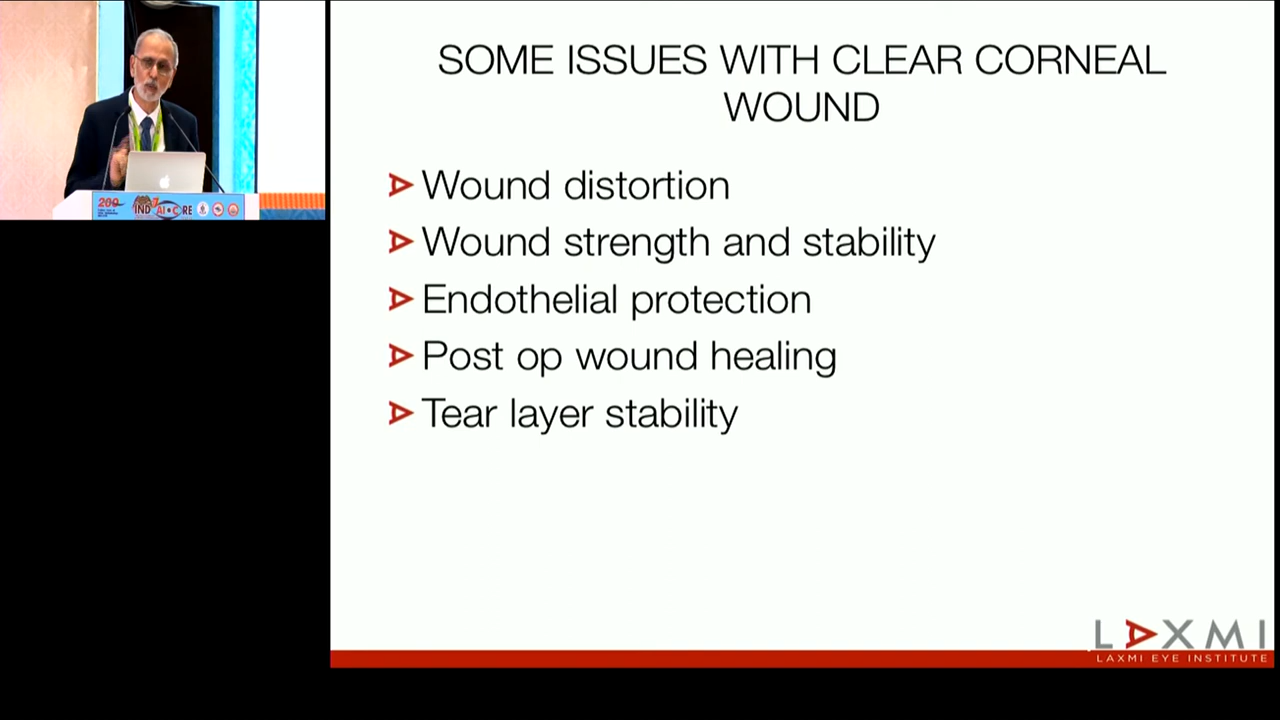 SOME ISSUES WITH CLEAR CORNEAL
WOUND
Wound distortion
Wound strength and stability
Endothelial protection
Post op wound healing
Tear layer stability
LAXMI
LAXMI EYE INSTITUTE
200